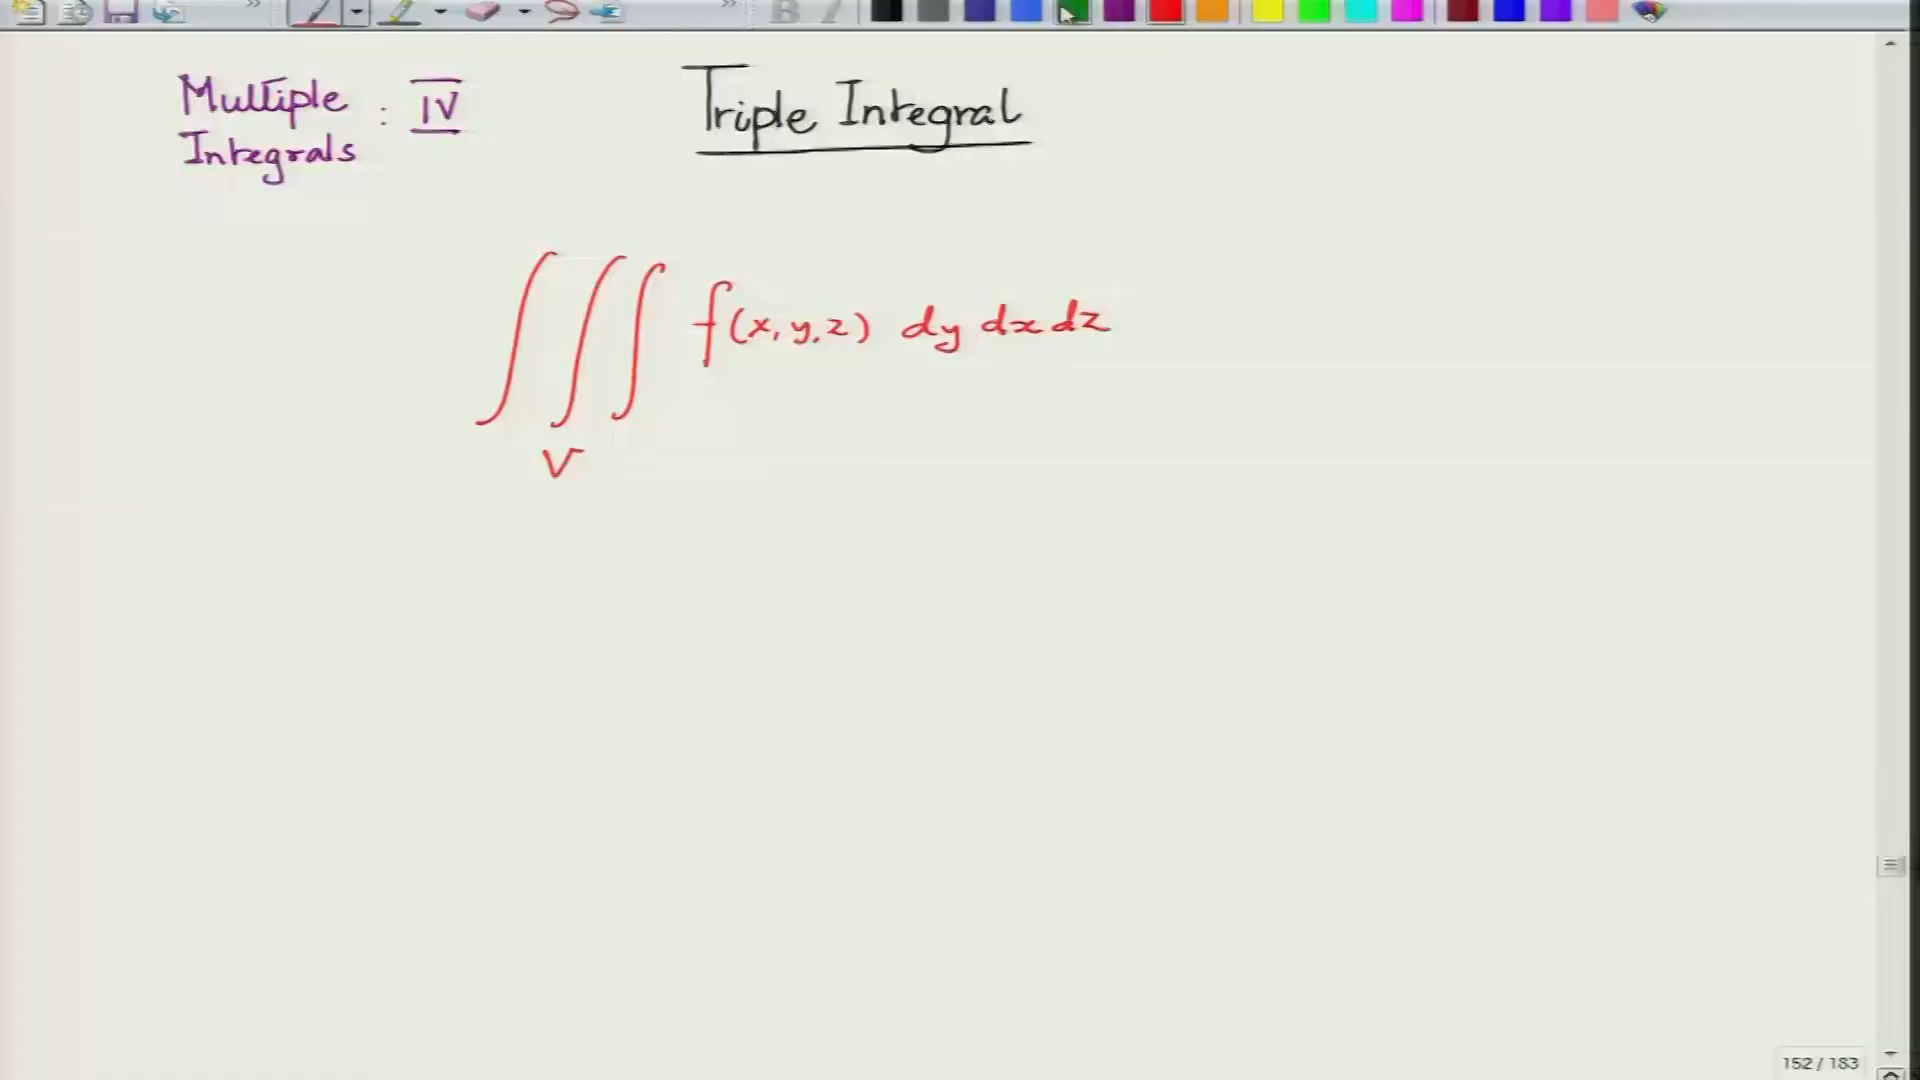 Multiple : IV
Integrals
Triple Integral
∫∫∫ f(x, y, z) dy dx dz
V
152 / 183